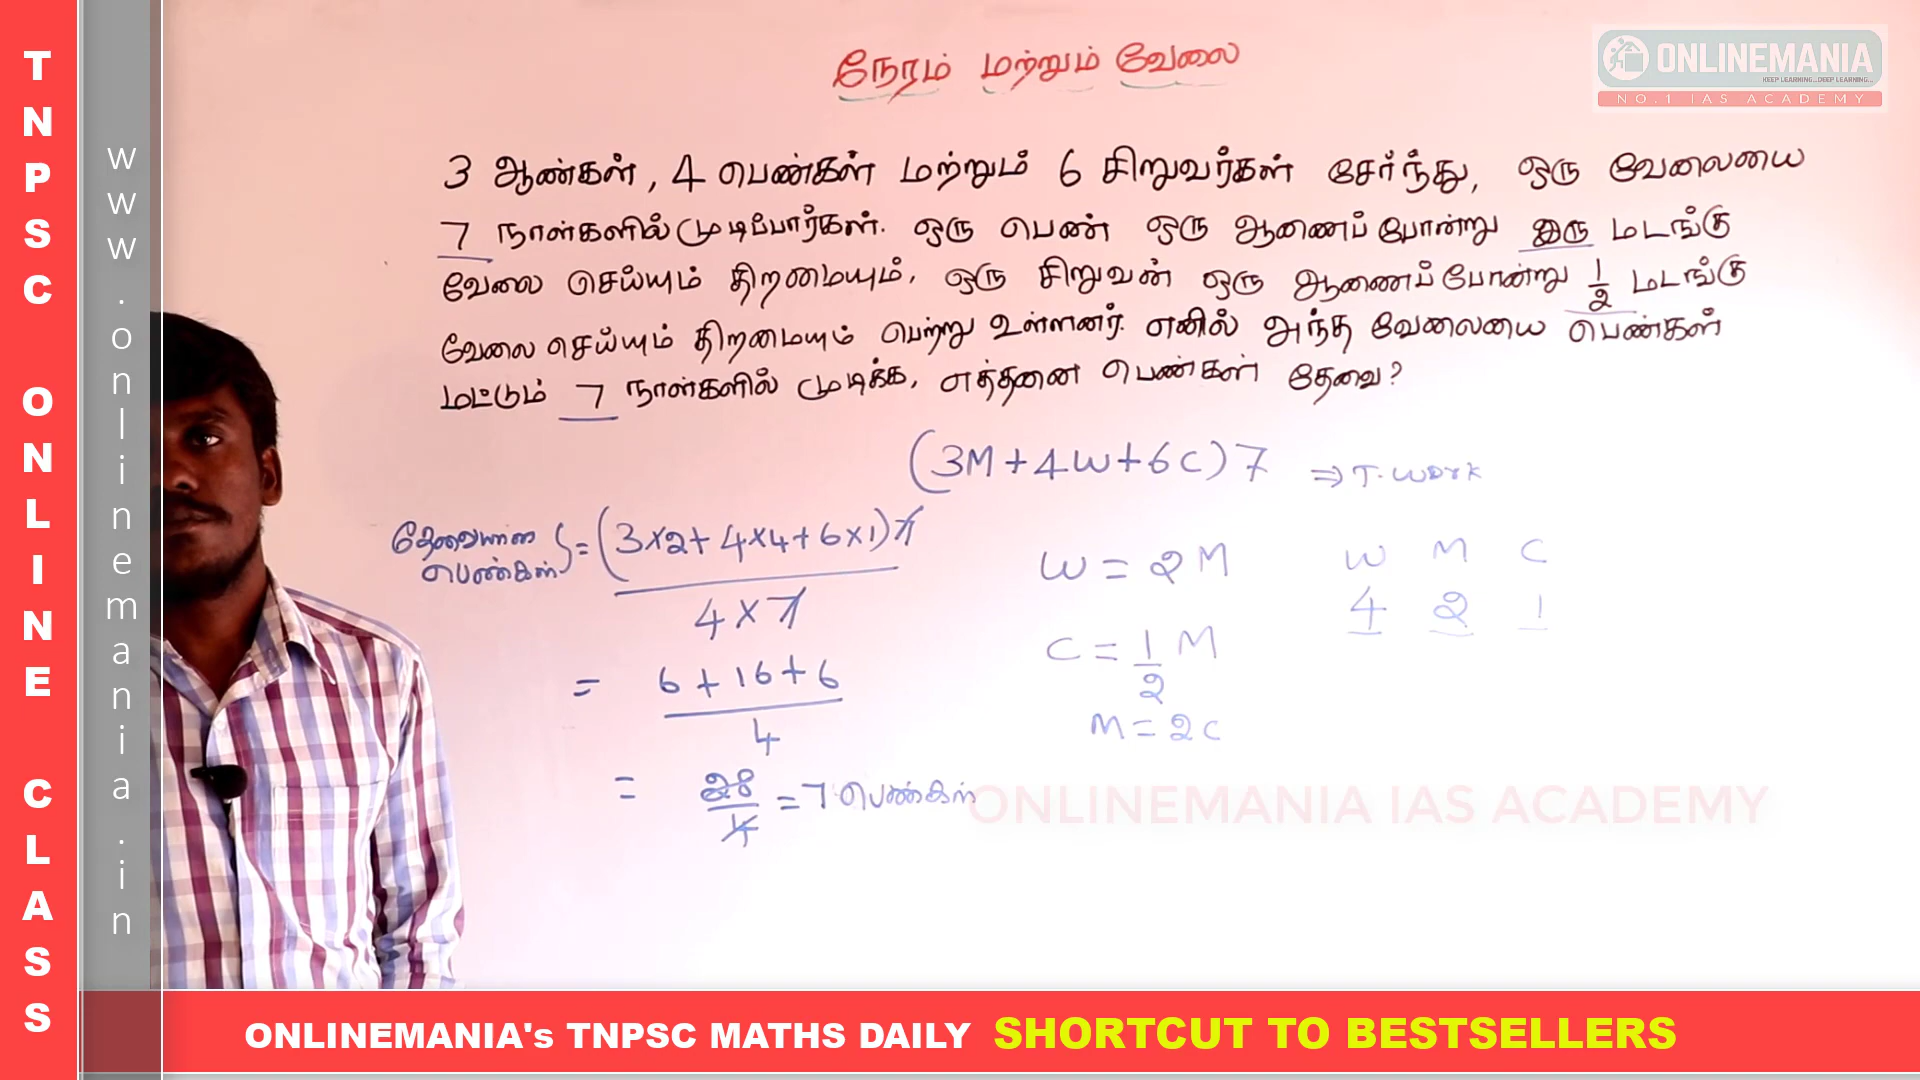 TNPSC ONLINE CLASS
www.onlinemania.in
ONLINEMANIA
KEEP LEARNING...DEEP LEARNING...
NO.1 IAS ACADEMY
நேரம் மற்றும் வேலை
3 ஆண்கள், 4 பெண்கள் மற்றும் 6 சிறுவர்கள் சேர்ந்து, ஒரு வேலையை
7 நாள்களில் முடிப்பார்கள். ஒரு பெண் ஒரு ஆணைப் போன்று இரு மடங்கு
வேலை செய்யும் திறமையும், ஒரு சிறுவன் ஒரு ஆணைப் போன்று 1/2 மடங்கு
வேலை செய்யும் திறமையும் பெற்று உள்ளனர். எனில் அந்த வேலையை பெண்கள்
மட்டும் 7 நாள்களில் முடிக்க, எத்தனை பெண்கள் தேவை?
(3M+4W+6C)7 ⇒ T. WORK
தேவையான பெண்கள் } = (3×2+4×4+6×1)7 / 4×7
= 6+16+6 / 4
= 28/4 = 7 பெண்கள்
W = 2M
C = 1/2 M
M = 2C
W M C
4 2 1
ONLINEMANIA IAS ACADEMY
ONLINEMANIA's TNPSC MATHS DAILY SHORTCUT TO BESTSELLERS